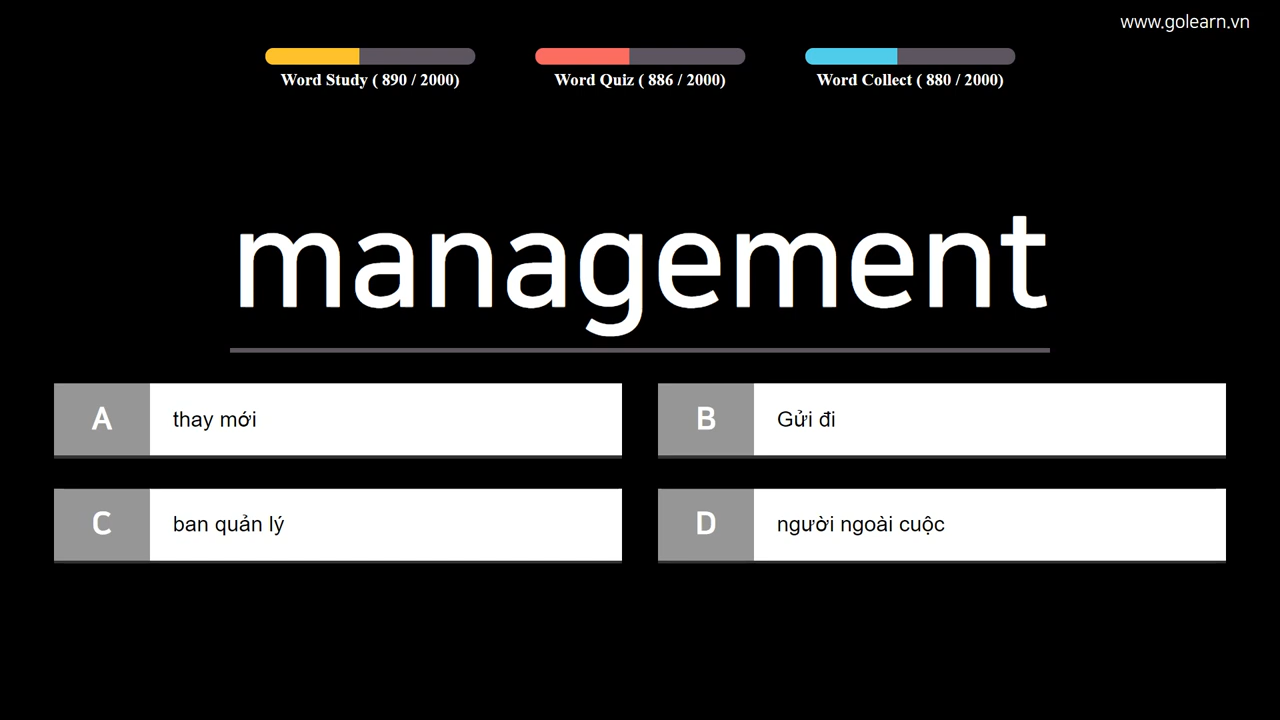 www.golearn.vn
Word Study ( 890 / 2000)
Word Quiz ( 886 / 2000)
Word Collect ( 880 / 2000)
management
A thay mới
B Gửi đi
C ban quản lý
D người ngoài cuộc